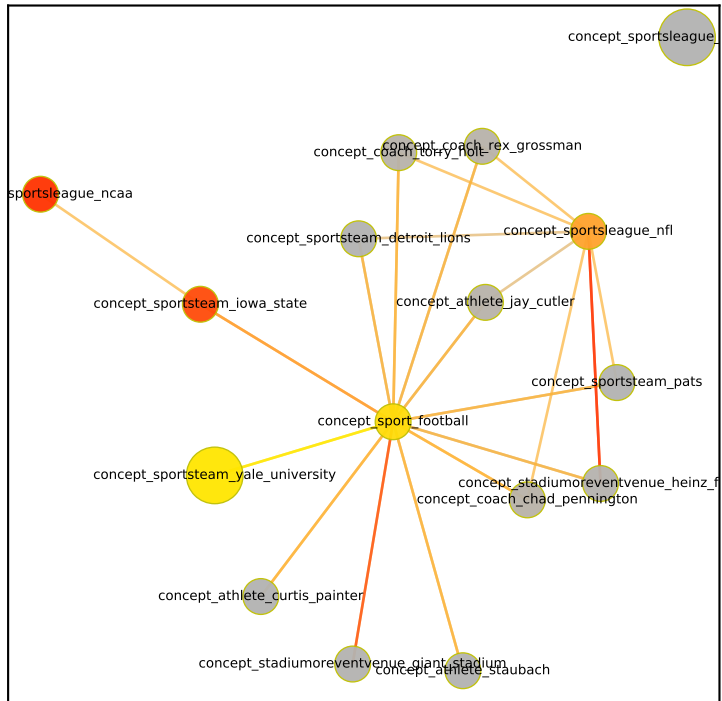 concept_sportsleague_
concept_coach_rex_grossman
concept_coach_torry_holt
sportsleague_ncaa
concept_sportsleague_nfl
concept_sportsteam_detroit_lions
concept_athlete_jay_cutler
concept_sportsteam_iowa_state
concept_sportsteam_pats
concept_sport_football
concept_sportsteam_yale_university
concept_stadiumoreventvenue_heinz_f
concept_coach_chad_pennington
concept_athlete_curtis_painter
concept_stadiumoreventvenue_giant_stadium
concept_athlete_staubach